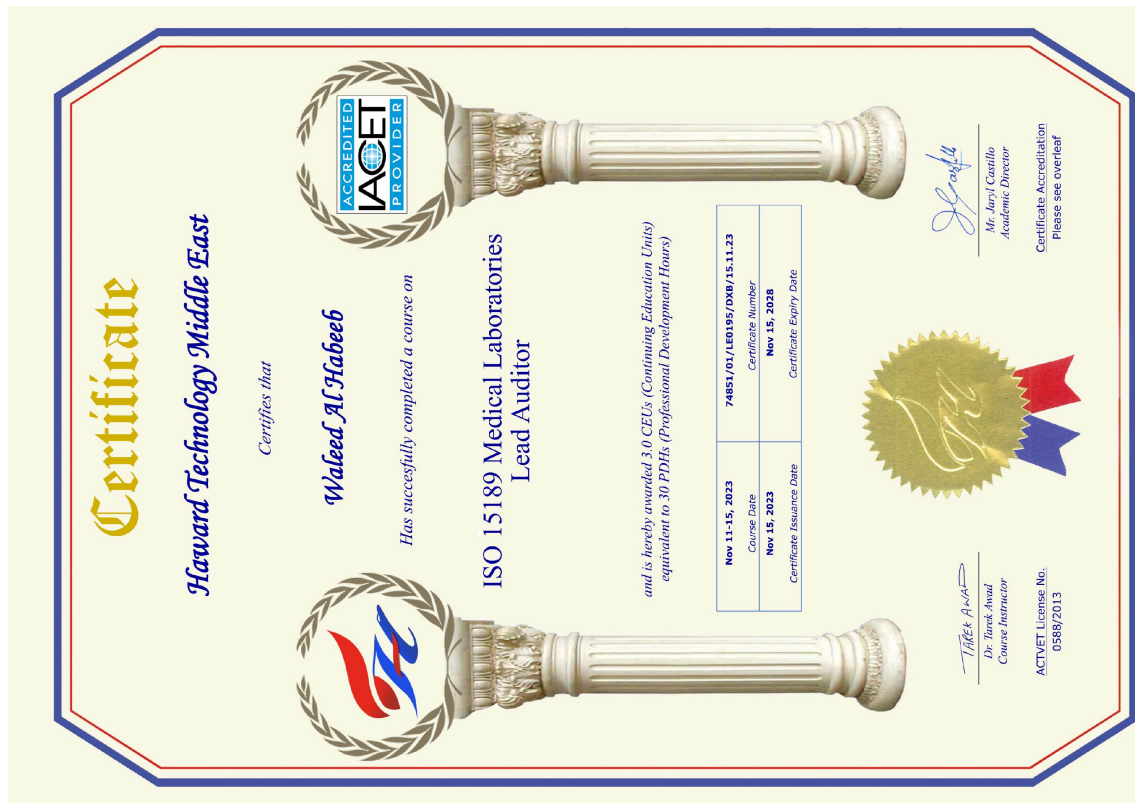 Certificate
Haward Technology Middle East
Certifies that
Waleed Al Habeeb
Has succesfully completed a course on
ACCREDITED
IACET
PROVIDER
ISO 15189 Medical Laboratories
Lead Auditor
and is hereby awarded 3.0 CEUs (Continuing Education Units)
equivalent to 30 PDHs (Professional Development Hours)
Nov 11-15, 2023
Course Date
74851/01/LE0195/DXB/15.11.23
Certificate Number
Nov 15, 2023
Certificate Issuance Date
Nov 15, 2028
Certificate Expiry Date
TAREK AWAD
Dr. Tarek Awad
Course Instructor
ACTVET License No.
0588/2013
Mr. Jaryl Castillo
Academic Director
Certificate Accreditation
Please see overleaf